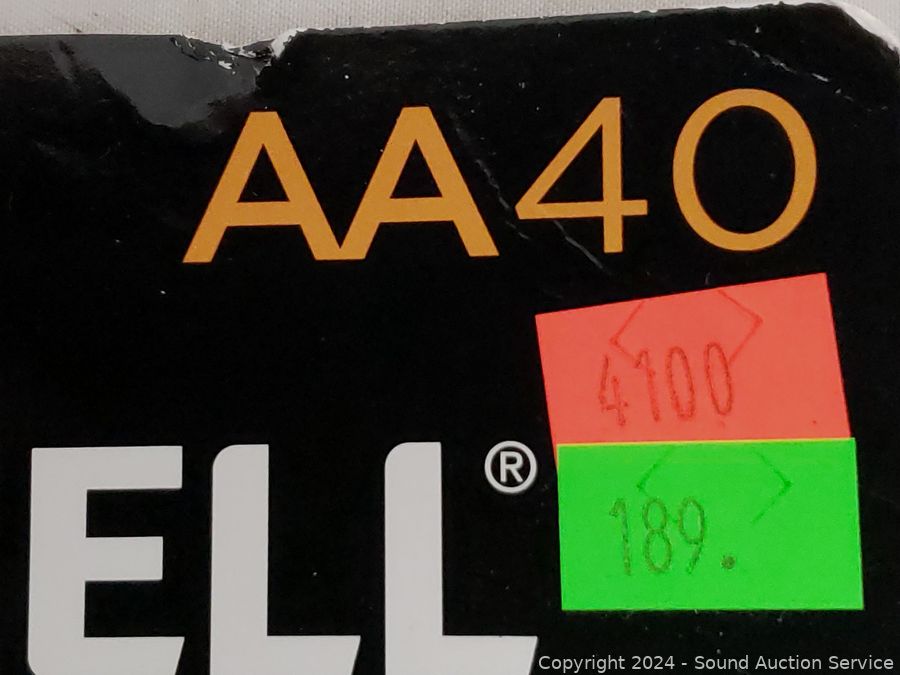 AA40
4100
ELL®
189.
Copyright 2024 - Sound Auction Service